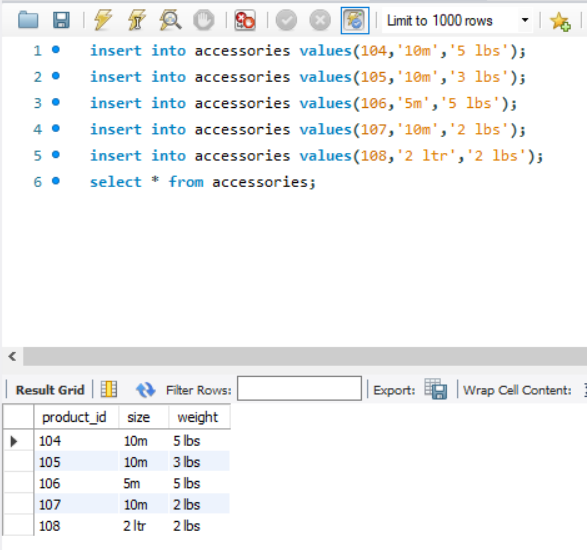 Limit to 1000 rows
1 insert into accessories values(104,'10m','5 lbs');
2 insert into accessories values(105,'10m','3 lbs');
3 insert into accessories values(106,'5m','5 lbs');
4 insert into accessories values(107,'10m','2 lbs');
5 insert into accessories values(108,'2 ltr','2 lbs');
6 select * from accessories;
Result Grid Filter Rows: Export: Wrap Cell Content:
product_id size weight
104 10m 5 lbs
105 10m 3 lbs
106 5m 5 lbs
107 10m 2 lbs
108 2 ltr 2 lbs